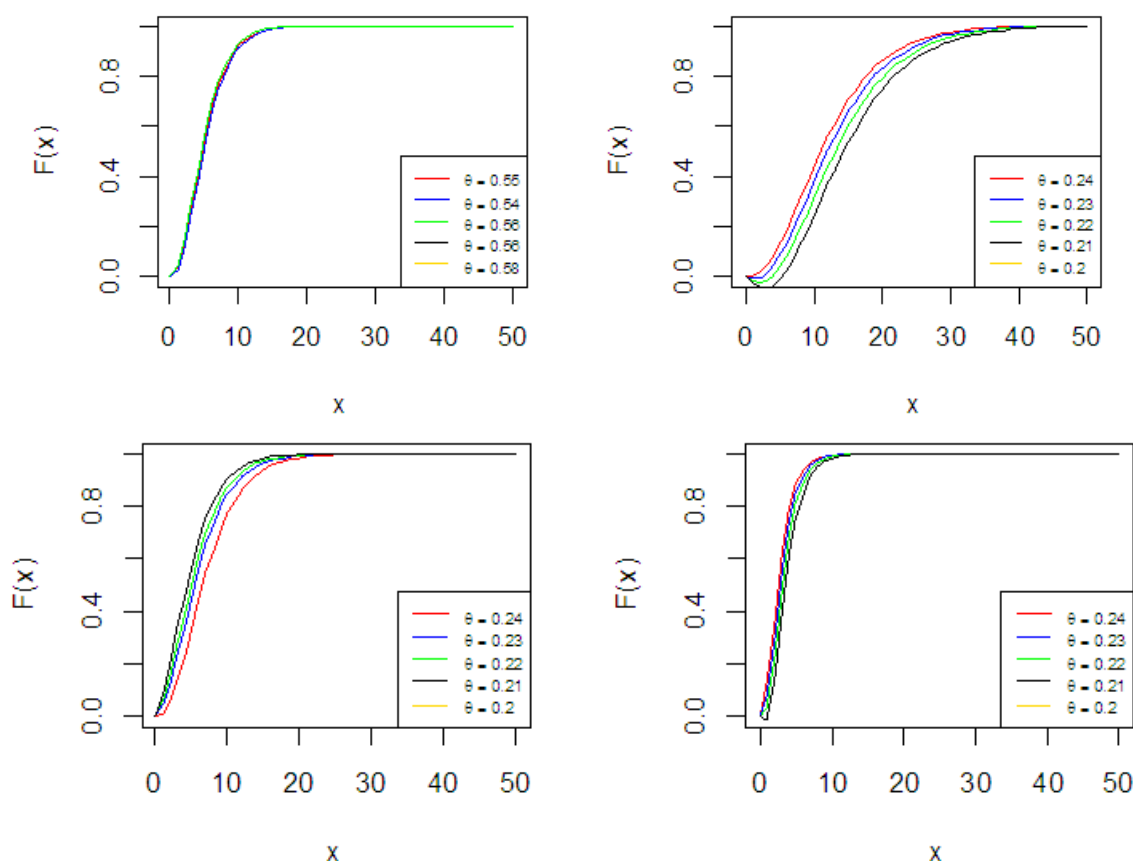 F(x)
0.8
0.4
0.0
θ = 0.55
θ = 0.54
θ = 0.56
θ = 0.56
θ = 0.58
0 10 20 30 40 50
x
F(x)
0.8
0.4
0.0
θ = 0.24
θ = 0.23
θ = 0.22
θ = 0.21
θ = 0.2
0 10 20 30 40 50
x
F(x)
0.8
0.4
0.0
θ = 0.24
θ = 0.23
θ = 0.22
θ = 0.21
θ = 0.2
0 10 20 30 40 50
x
F(x)
0.8
0.4
0.0
θ = 0.24
θ = 0.23
θ = 0.22
θ = 0.21
θ = 0.2
0 10 20 30 40 50
x